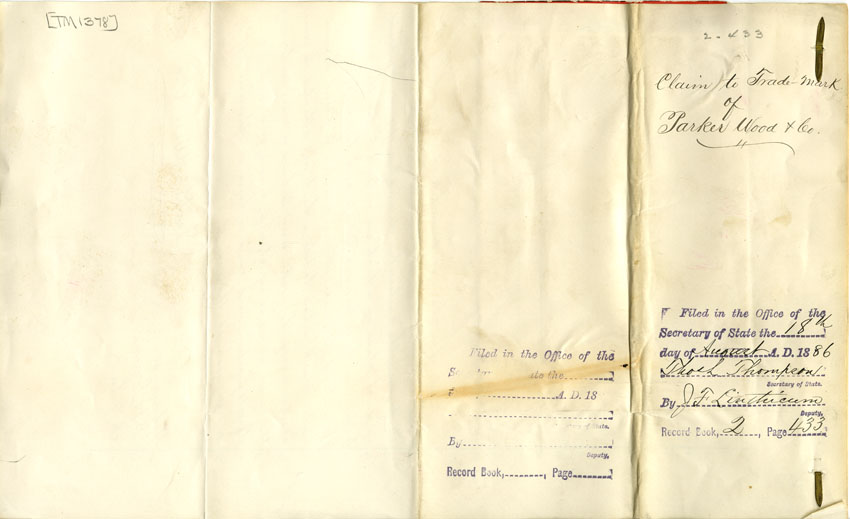 [TM1378]
2-433
Claim to Trade-Mark
of
Parker Wood & Co.
Filed in the Office of the
Secretary of State the 18th
day of August A. D. 1886
Thos L Thompson
Secretary of State.
By J F Linthicum
Deputy.
Record Book, 2, Page 433
Filed in the Office of the
A. D. 18
of State.
By
Deputy.
Record Book, , Page